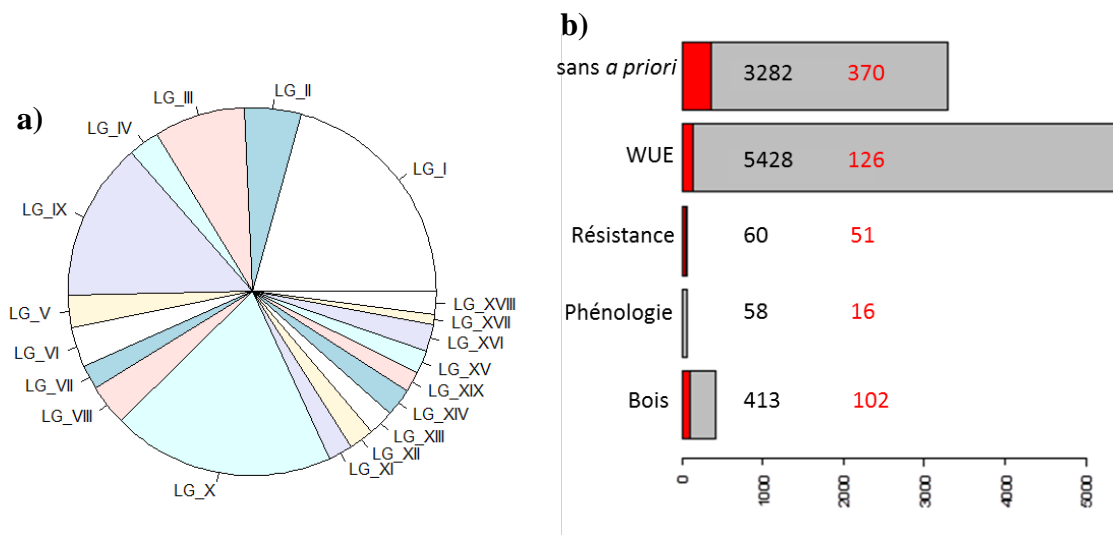 a)
LG_I
LG_II
LG_III
LG_IV
LG_IX
LG_V
LG_VI
LG_VII
LG_VIII
LG_X
LG_XI
LG_XII
LG_XIII
LG_XIV
LG_XIX
LG_XV
LG_XVI
LG_XVII
LG_XVIII
b)
sans a priori 3282 370
WUE 5428 126
Résistance 60 51
Phénologie 58 16
Bois 413 102
0 1000 2000 3000 4000 5000